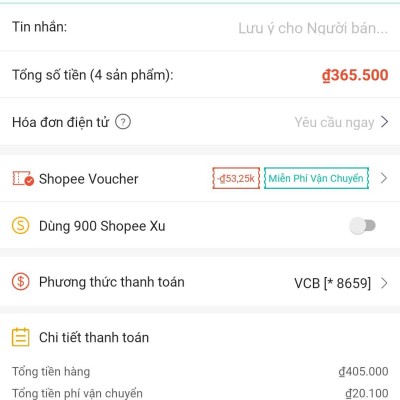 Tin nhắn: Lưu ý cho Người bán...
Tổng số tiền (4 sản phẩm): ₫365.500
Hóa đơn điện tử ? Yêu cầu ngay >
Shopee Voucher -₫53,25k Miễn Phí Vận Chuyển >
S Dùng 900 Shopee Xu
$ Phương thức thanh toán VCB [* 8659] >
Chi tiết thanh toán
Tổng tiền hàng ₫405.000
Tổng tiền phí vận chuyển ₫20.100